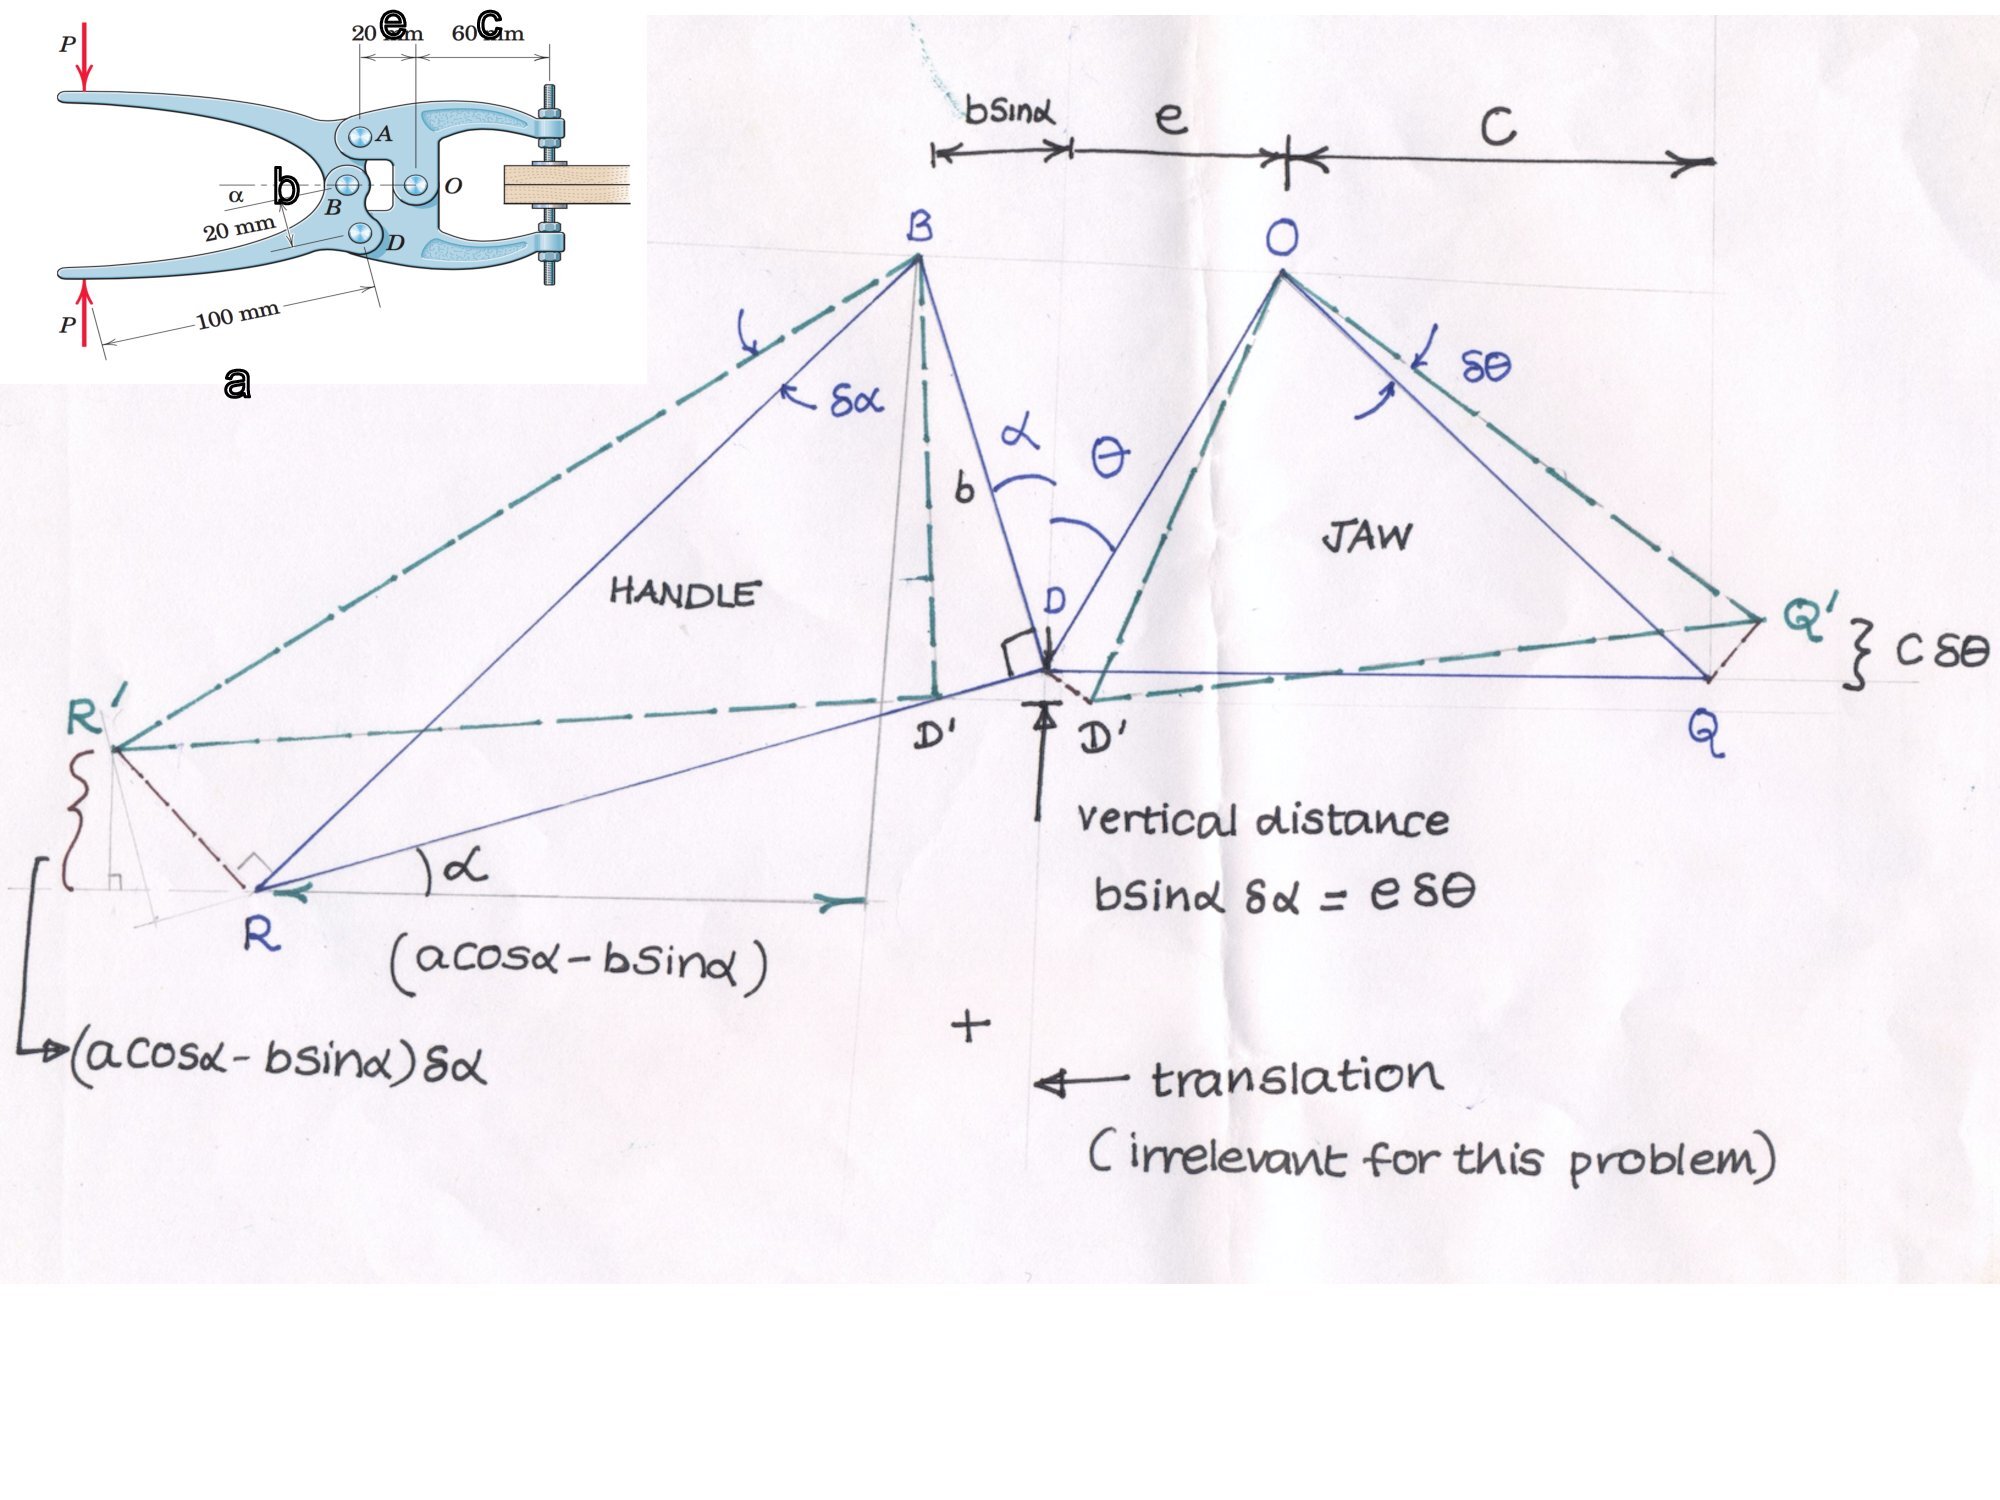 P
20 mm
e
60 mm
c
A
B
O
D
α
b
20 mm
100 mm
P
a
bsinα
e
C
B
O
δα
δθ
α
θ
b
JAW
HANDLE
D
R'
D'
D'
Q'
C δθ
Q
α
R
vertical distance
bsinα δα = e δθ
(acosα - bsinα)
(acosα - bsinα) δα
+
← translation
(irrelevant for this problem)